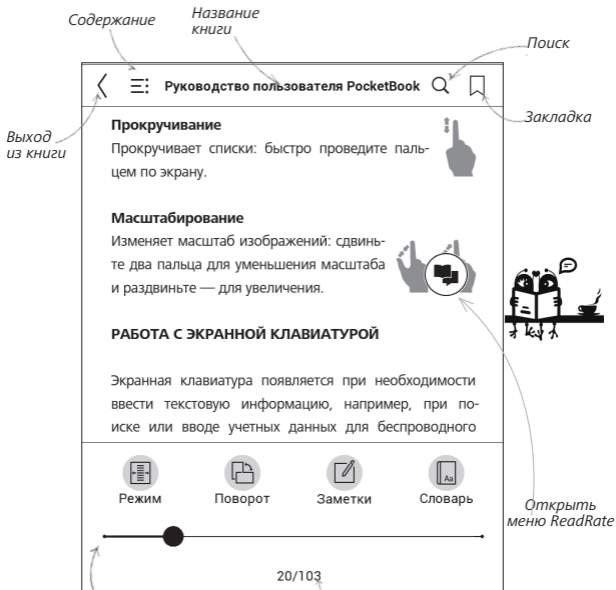 Содержание
Название
книги
Поиск
Руководство пользователя PocketBook
Закладка
Выход
из книги
Прокручивание
Прокручивает списки: быстро проведите паль-
цем по экрану.
Масштабирование
Изменяет масштаб изображений: сдвинь-
те два пальца для уменьшения масштаба
и раздвиньте — для увеличения.
РАБОТА С ЭКРАННОЙ КЛАВИАТУРОЙ
Экранная клавиатура появляется при необходимости
ввести текстовую информацию, например, при по-
иске или вводе учетных данных для беспроводного
Aa
Режим
Поворот
Заметки
Словарь
Открыть
меню ReadRate
20/103